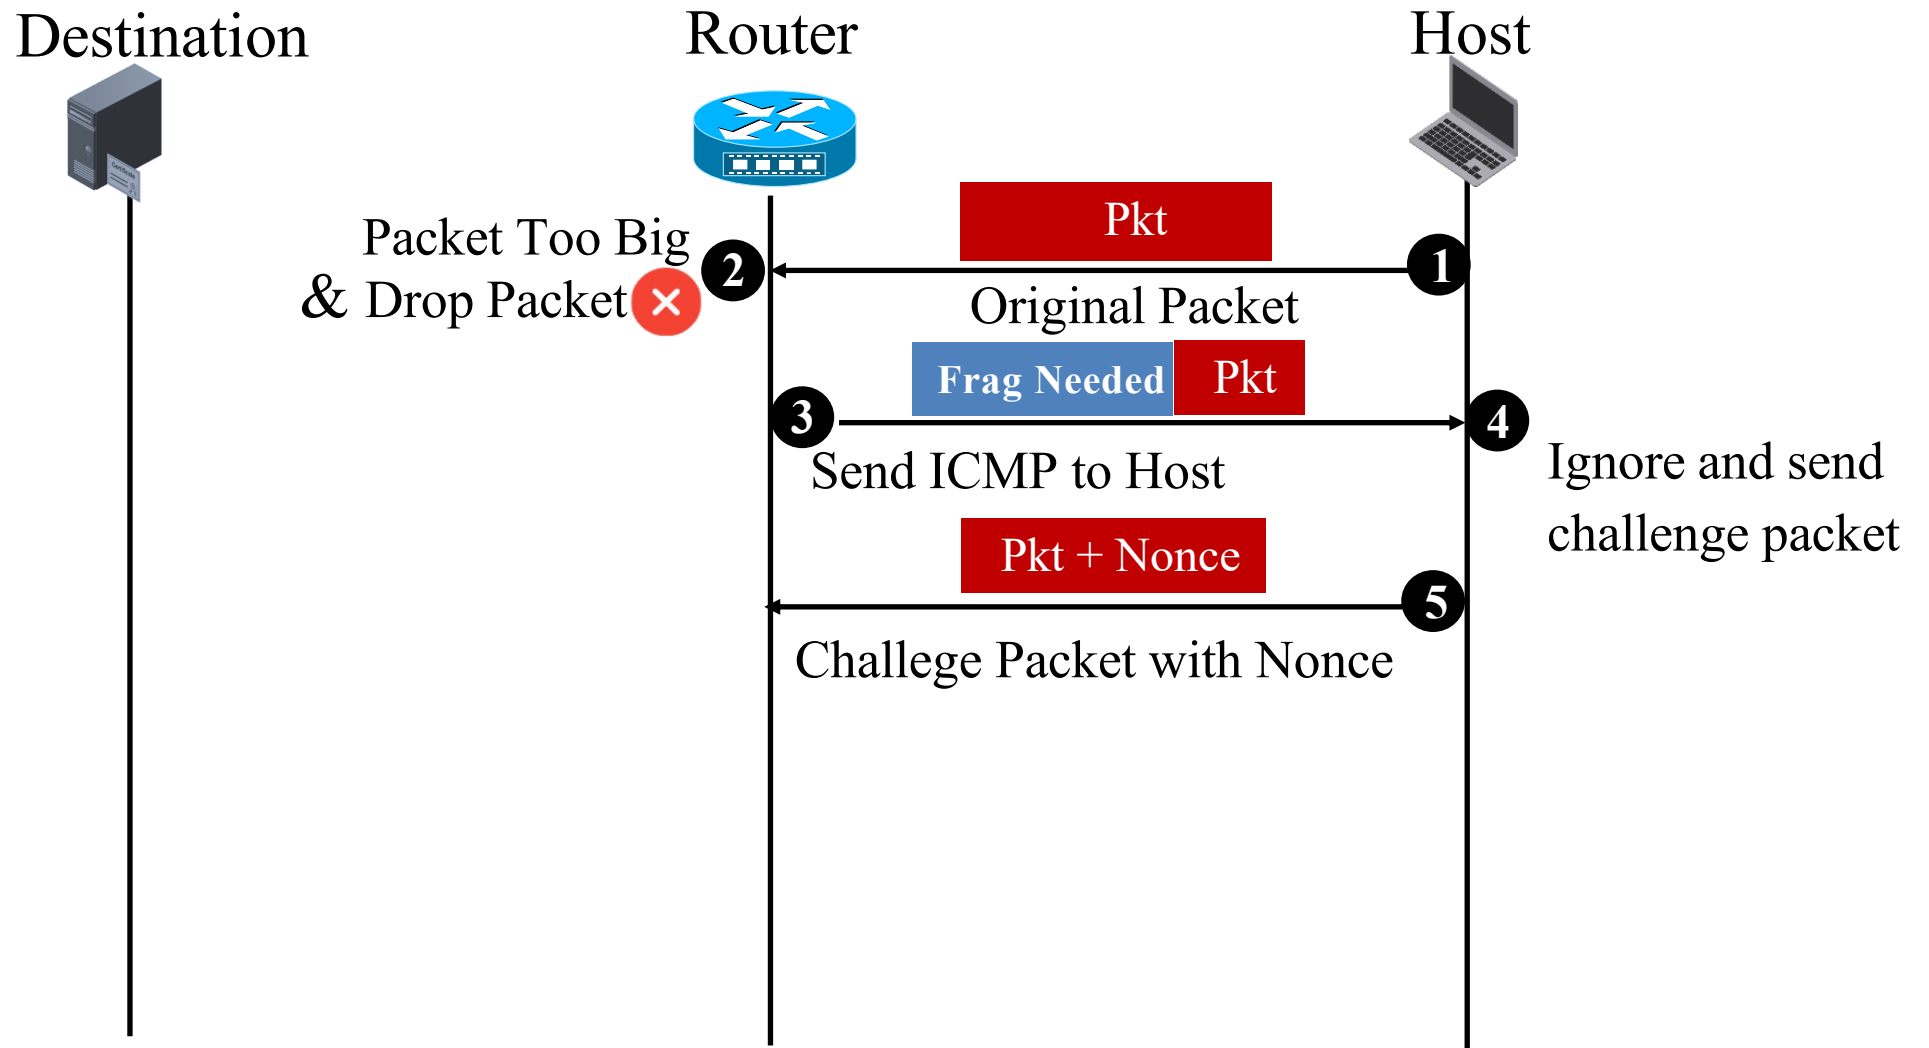 Destination
Router
Host
Certificate
Pkt
Packet Too Big
2
1
& Drop Packet
Original Packet
Frag Needed
Pkt
3
4
Send ICMP to Host
Ignore and send
challenge packet
Pkt + Nonce
5
Challege Packet with Nonce